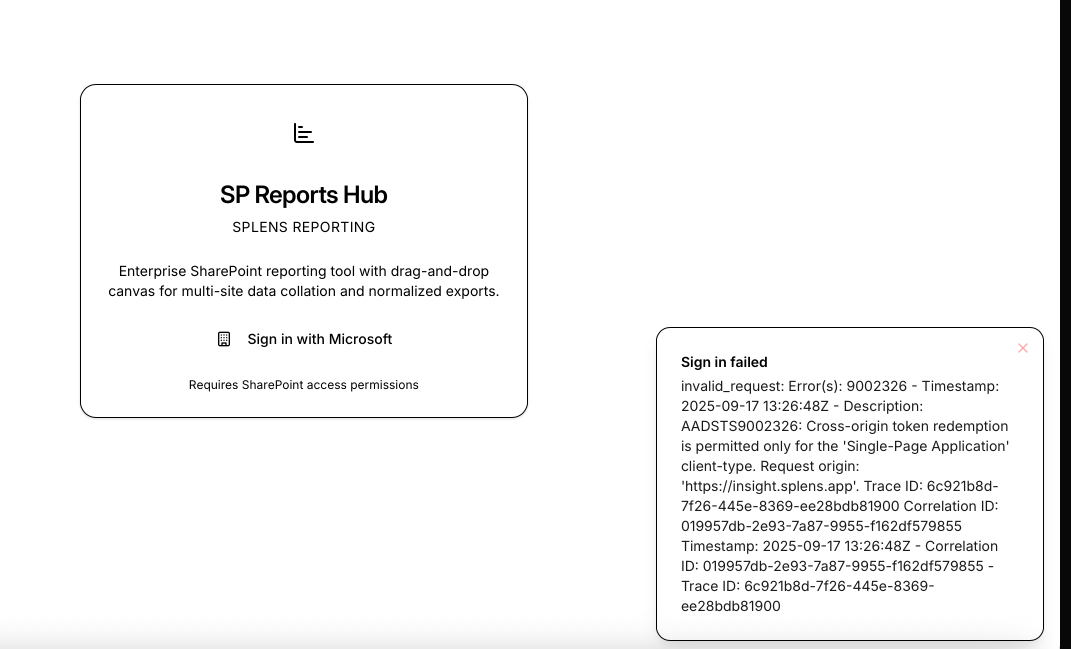 SP Reports Hub
SPLENS REPORTING
Enterprise SharePoint reporting tool with drag-and-drop
canvas for multi-site data collation and normalized exports.
Sign in with Microsoft
Requires SharePoint access permissions
Sign in failed
invalid_request: Error(s): 9002326 - Timestamp:
2025-09-17 13:26:48Z - Description:
AADSTS9002326: Cross-origin token redemption
is permitted only for the 'Single-Page Application'
client-type. Request origin:
'https://insight.splens.app'. Trace ID: 6c921b8d-
7f26-445e-8369-ee28bdb81900 Correlation ID:
019957db-2e93-7a87-9955-f162df579855
Timestamp: 2025-09-17 13:26:48Z - Correlation
ID: 019957db-2e93-7a87-9955-f162df579855 -
Trace ID: 6c921b8d-7f26-445e-8369-
ee28bdb81900